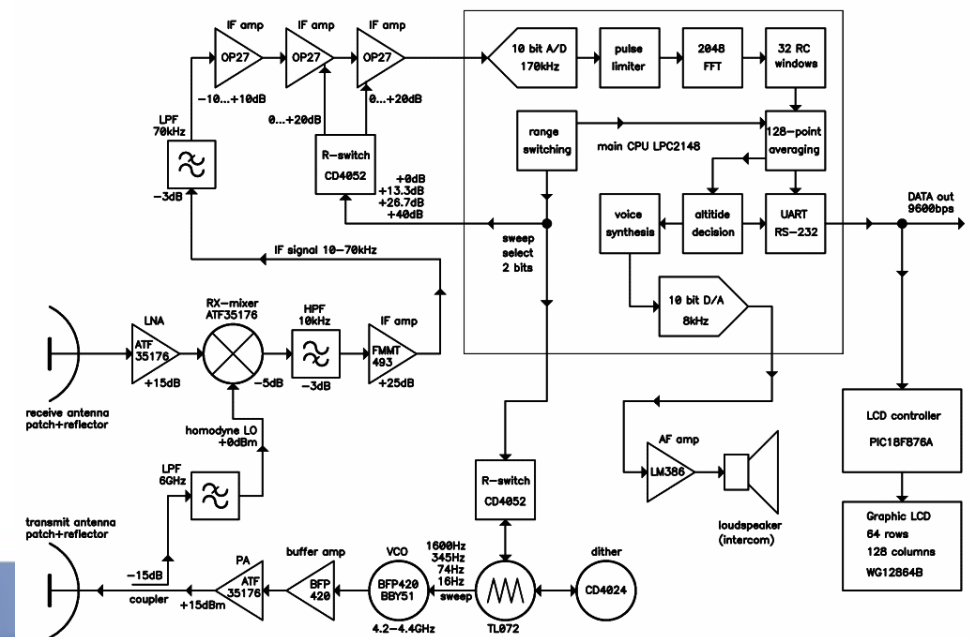 IF amp
IF amp
IF amp
OP27
OP27
OP27
-10...+10dB
0...+20dB
0...+20dB
LPF
70kHz
-3dB
R-switch
CD4052
+0dB
+13.3dB
+26.7dB
+40dB
10 bit A/D
170kHz
pulse
limiter
2048
FFT
32 RC
windows
range
switching
main CPU LPC2148
128-point
averaging
voice
synthesis
altitide
decision
UART
RS-232
DATA out
9600bps
sweep
select
2 bits
10 bit D/A
8kHz
IF signal 10-70kHz
RX-mixer
ATF35176
LNA
ATF
35176
+15dB
-5dB
HPF
10kHz
-3dB
IF amp
FMMT
493
+25dB
receive antenna
patch+reflector
homodyne LO
+0dBm
LPF
6GHz
transmit antenna
patch+reflector
-15dB
coupler
+15dBm
PA
ATF
35176
buffer amp
BFP
420
VCO
BFP420
BBY51
4.2-4.4GHz
1600Hz
345Hz
74Hz
16Hz
sweep
R-switch
CD4052
TL072
dither
CD4024
AF amp
LM386
loudspeaker
(intercom)
LCD controller
PIC18F876A
Graphic LCD
64 rows
128 columns
WG12864B